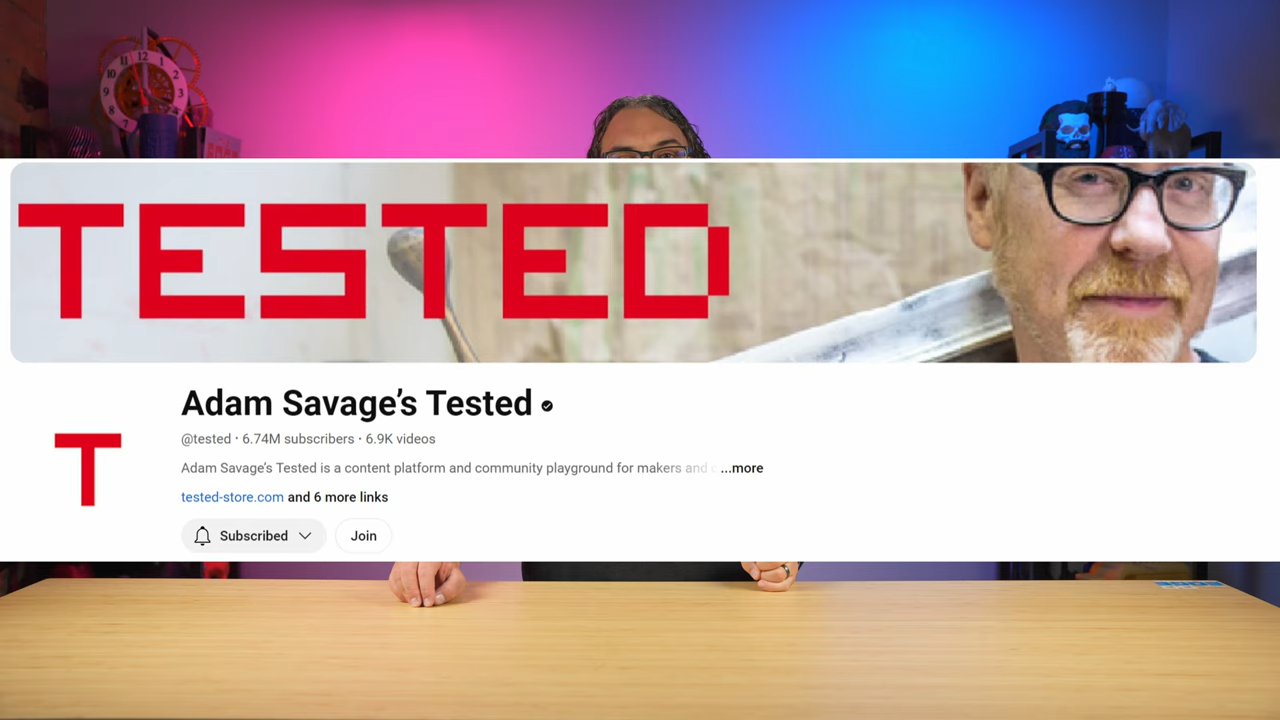 TESTED
Adam Savage’s Tested
@tested · 6.74M subscribers · 6.9K videos
Adam Savage’s Tested is a content platform and community playground for makers and ...more
T
tested-store.com and 6 more links
Subscribed
Join